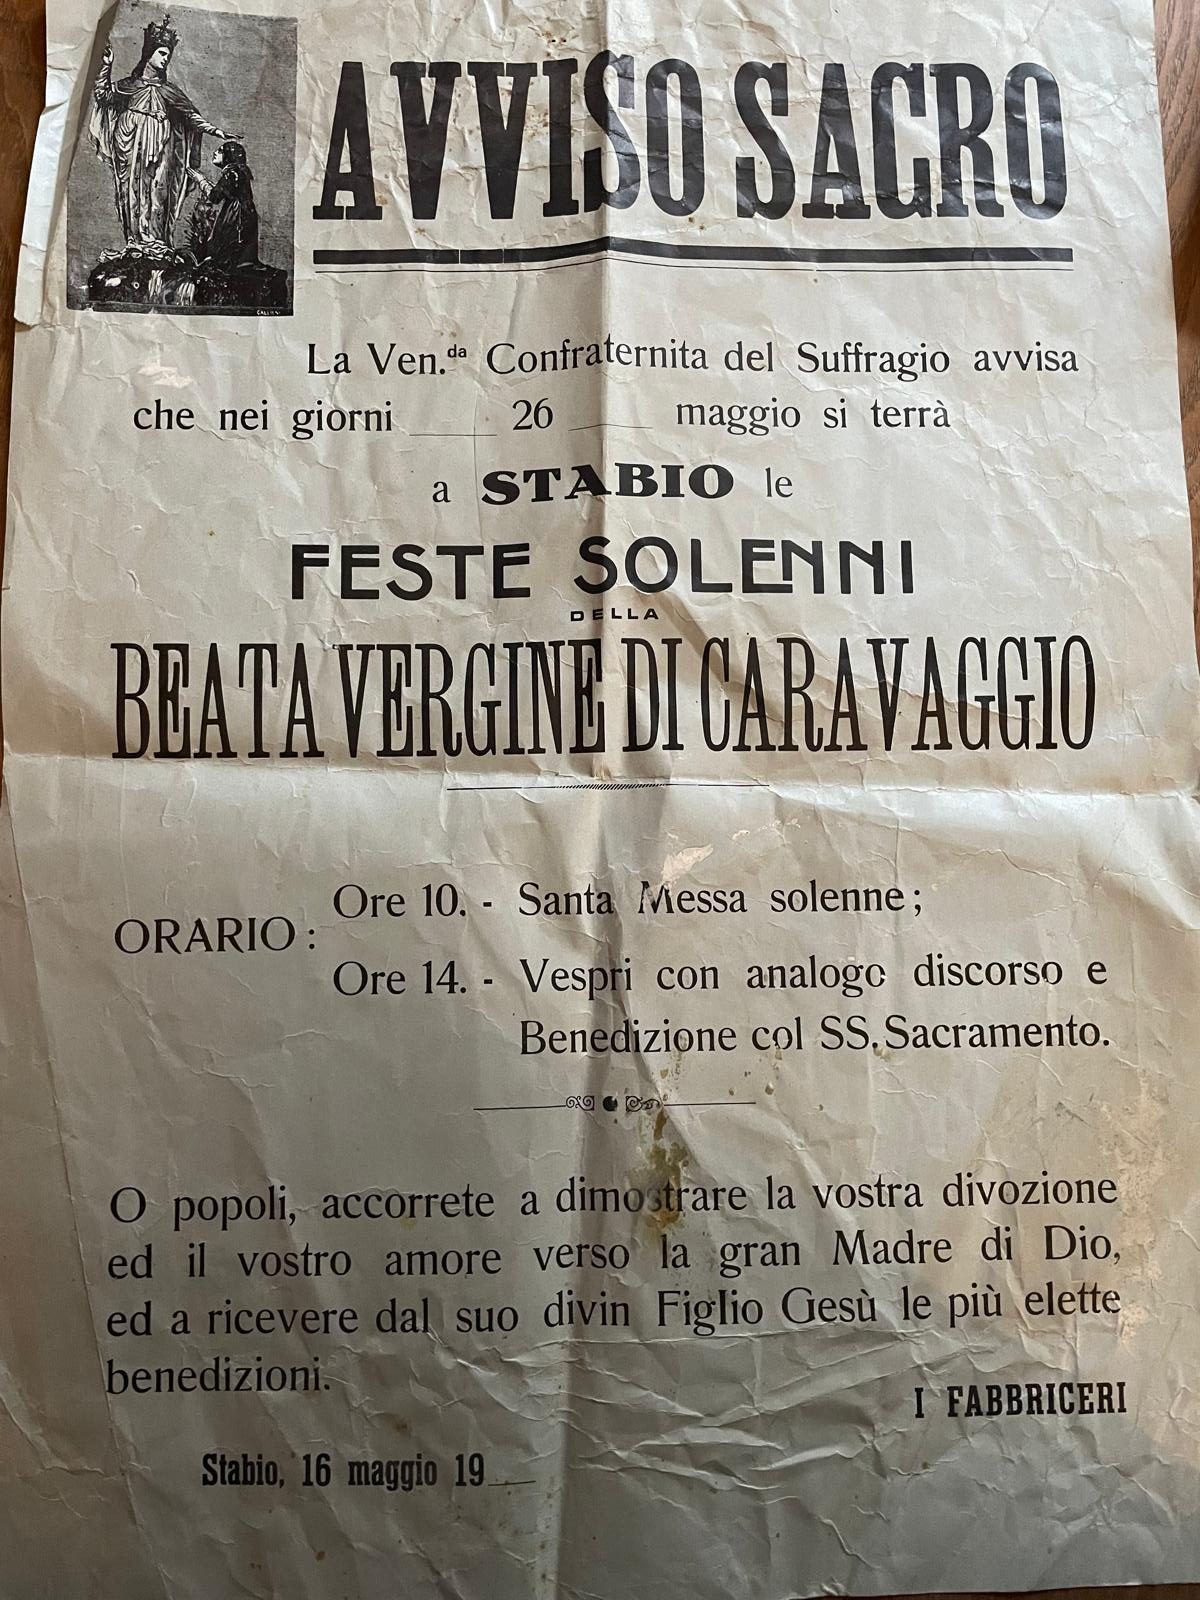 AVVISO SACRO
La Ven.da Confraternita del Suffragio avvisa
che nei giorni ___ 26 ___ maggio si terrà
a STABIO le
FESTE SOLENNI
DELLA
BEATA VERGINE DI CARAVAGGIO
ORARIO:
Ore 10. - Santa Messa solenne;
Ore 14. - Vespri con analogo discorso e
Benedizione col SS. Sacramento.
O popoli, accorrete a dimostrare la vostra divozione
ed il vostro amore verso la gran Madre di Dio,
ed a ricevere dal suo divin Figlio Gesù le più elette
benedizioni.
I FABBRICERI
Stabio, 16 maggio 19__